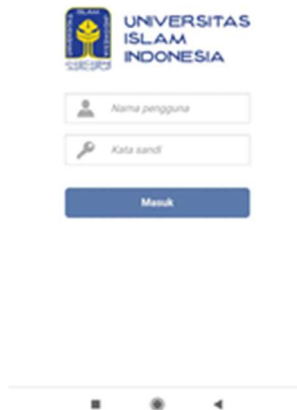 UNIVERSITAS
ISLAM
INDONESIA
Nama pengguna
Kata sandi
Masuk